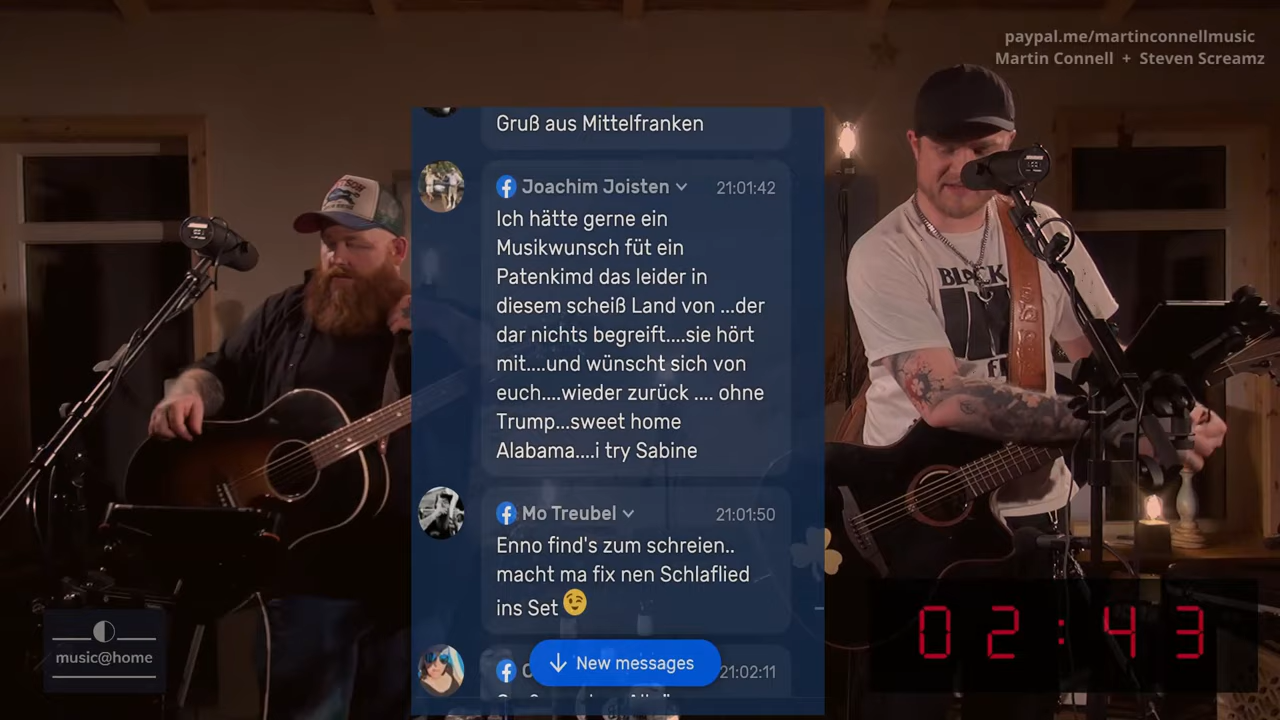 paypal.me/martinconnellmusic
Martin Connell + Steven Screamz
Gruß aus Mittelfranken
Joachim Joisten 21:01:42
Ich hätte gerne ein
Musikwunsch füt ein
Patenkimd das leider in
diesem scheiß Land von ...der
dar nichts begreift....sie hört
mit....und wünscht sich von
euch....wieder zurück .... ohne
Trump...sweet home
Alabama....i try Sabine
Mo Treubel 21:01:50
Enno find's zum schreien..
macht ma fix nen Schlaflied
ins Set 😉
21:02:11
New messages
BLACK
music@home
02:43